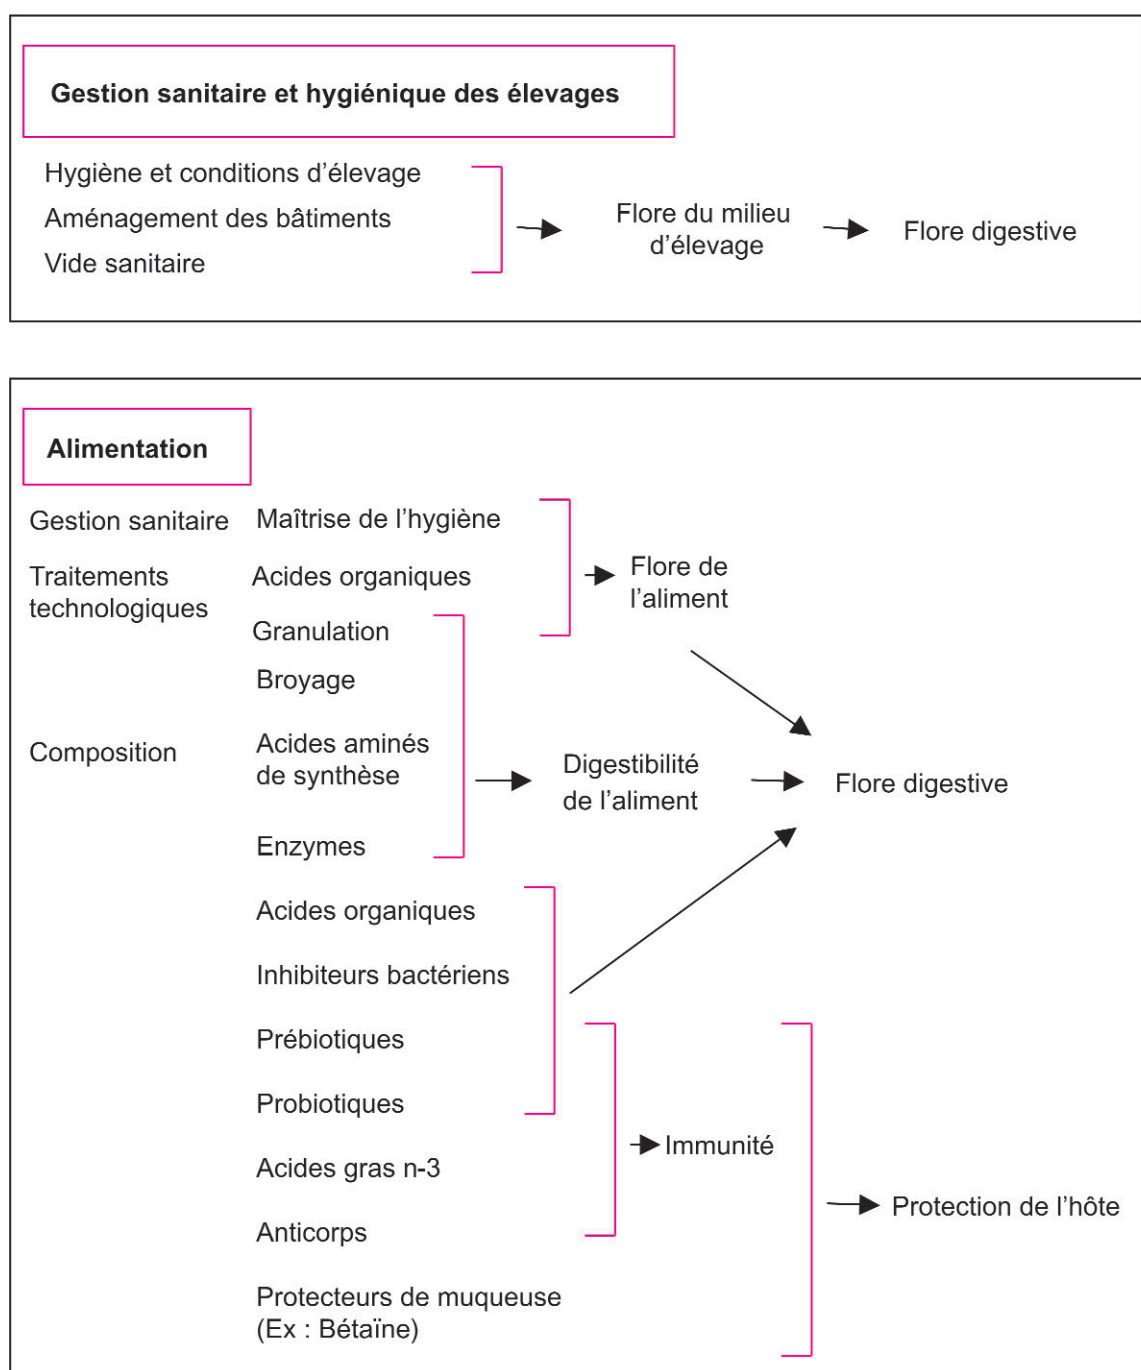 Gestion sanitaire et hygiénique des élevages
Hygiène et conditions d’élevage
Aménagement des bâtiments
Vide sanitaire
Flore du milieu
d’élevage
Flore digestive
Alimentation
Gestion sanitaire
Maîtrise de l’hygiène
Traitements
technologiques
Acides organiques
Granulation
Flore de
l’aliment
Broyage
Composition
Acides aminés
de synthèse
Enzymes
Digestibilité
de l’aliment
Flore digestive
Acides organiques
Inhibiteurs bactériens
Prébiotiques
Probiotiques
Acides gras n-3
Anticorps
Immunité
Protecteurs de muqueuse
(Ex : Bétaïne)
Protection de l’hôte